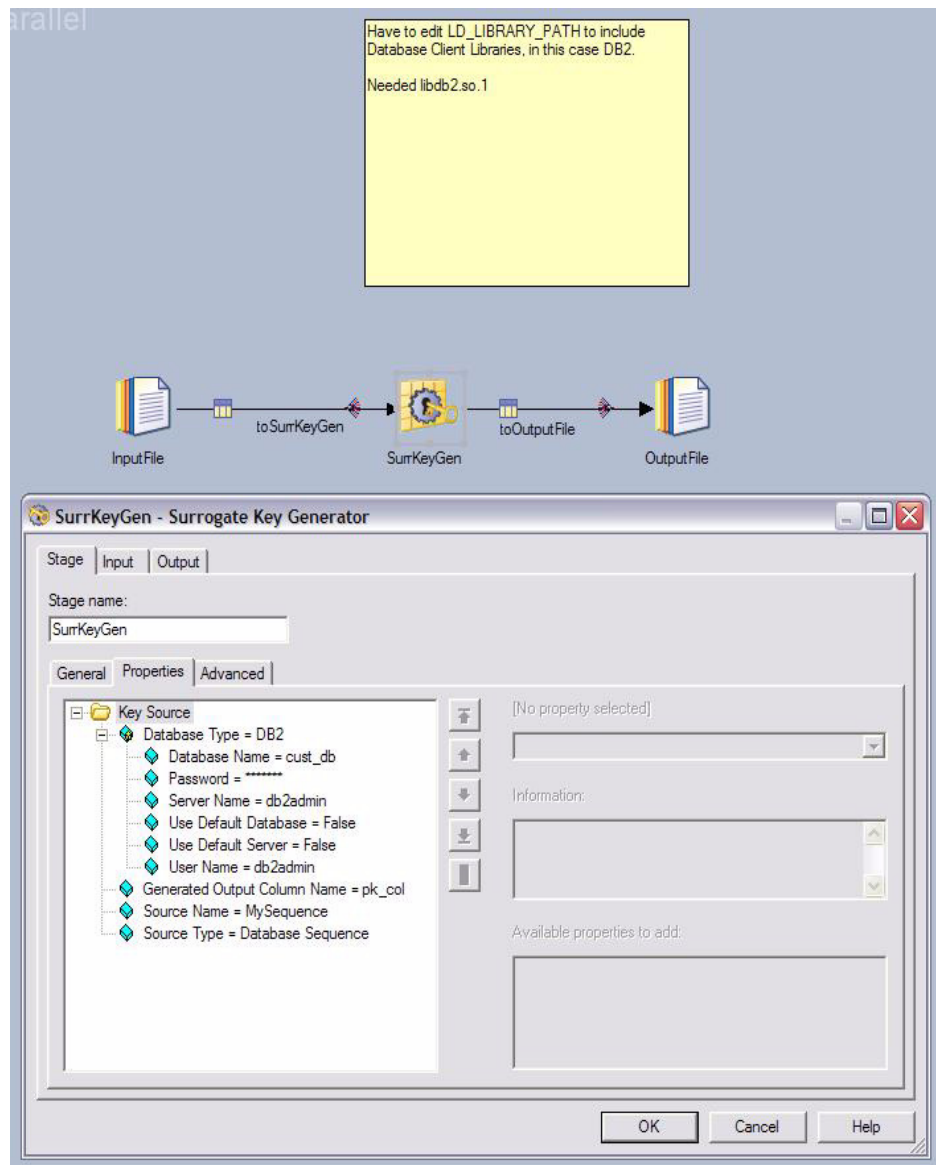 arallel
Have to edit LD_LIBRARY_PATH to include
Database Client Libraries, in this case DB2.
Needed libdb2.so.1
toSurrKeyGen
toOutputFile
InputFile
SurrKeyGen
OutputFile
SurrKeyGen - Surrogate Key Generator
Stage
Input
Output
Stage name:
SurrKeyGen
General
Properties
Advanced
Key Source
Database Type = DB2
Database Name = cust_db
Password = *******
Server Name = db2admin
Use Default Database = False
Use Default Server = False
User Name = db2admin
Generated Output Column Name = pk_col
Source Name = MySequence
Source Type = Database Sequence
[No property selected]
Information:
Available properties to add:
OK
Cancel
Help